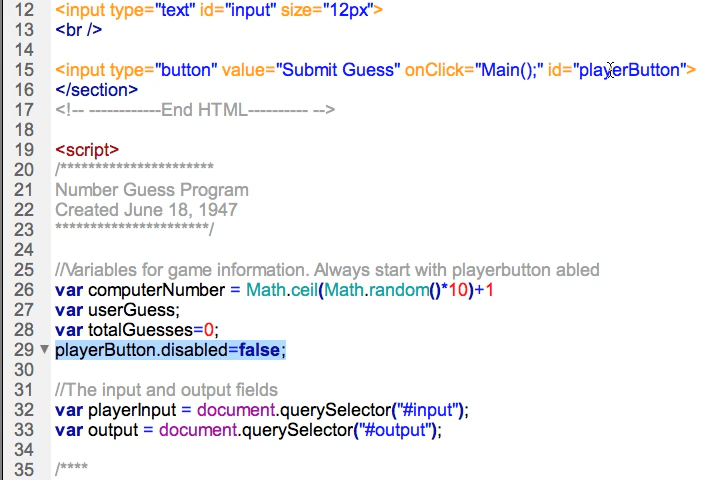 12 <input type="text" id="input" size="12px">
13 <br />
14
15 <input type="button" value="Submit Guess" onClick="Main();" id="playerButton">
16 </section>
17 <!-- ------------End HTML---------- -->
18
19 <script>
20 /**********************
21 Number Guess Program
22 Created June 18, 1947
23 **********************/
24
25 //Variables for game information. Always start with playerbutton abled
26 var computerNumber = Math.ceil(Math.random()*10)+1
27 var userGuess;
28 var totalGuesses=0;
29 playerButton.disabled=false;
30
31 //The input and output fields
32 var playerInput = document.querySelector("#input");
33 var output = document.querySelector("#output");
34
35 /****